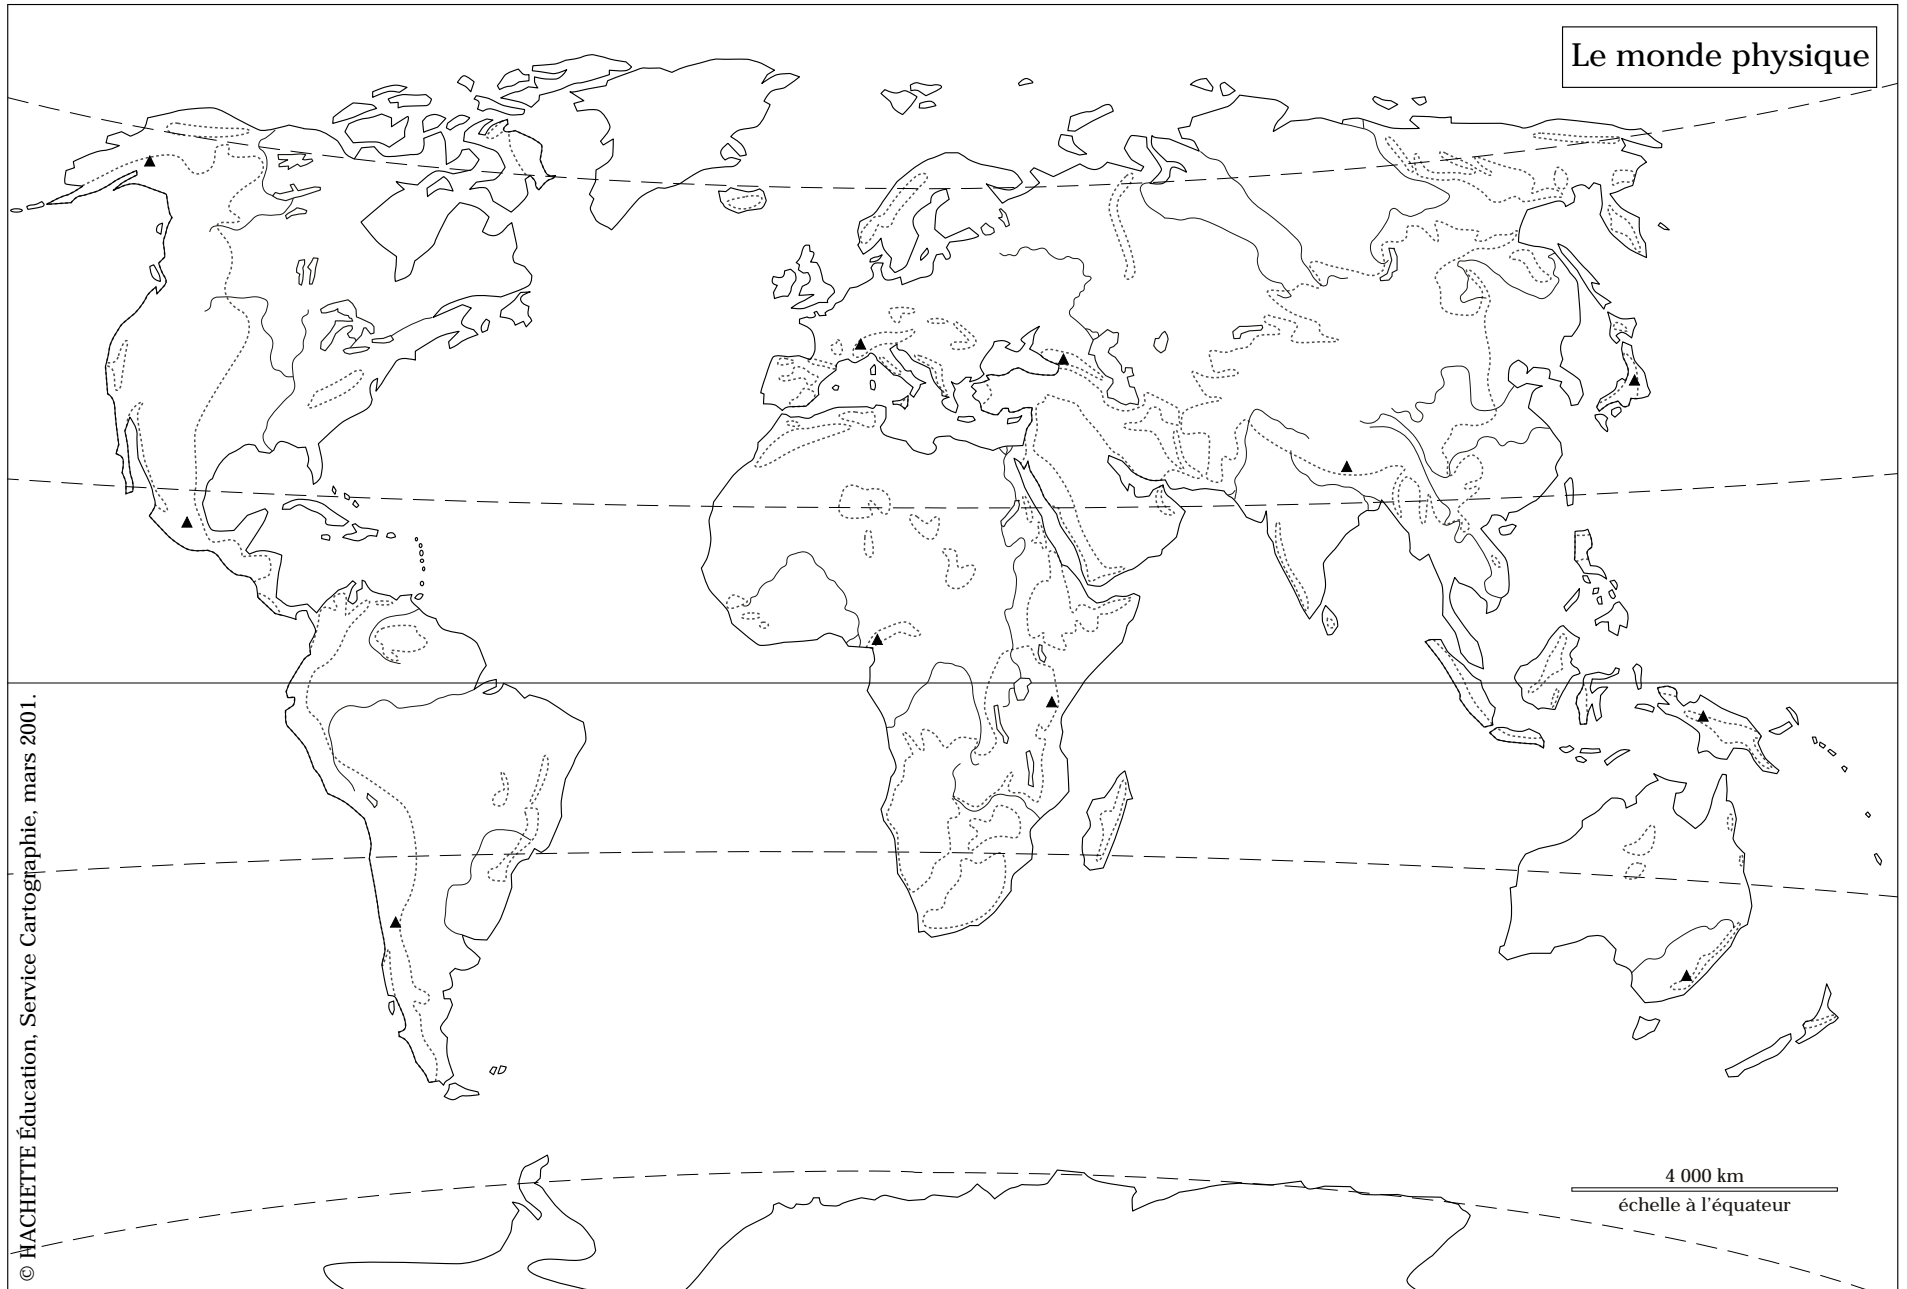 Le monde physique
© HACHETTE Éducation, Service Cartographie, mars 2001.
4 000 km
échelle à l'équateur